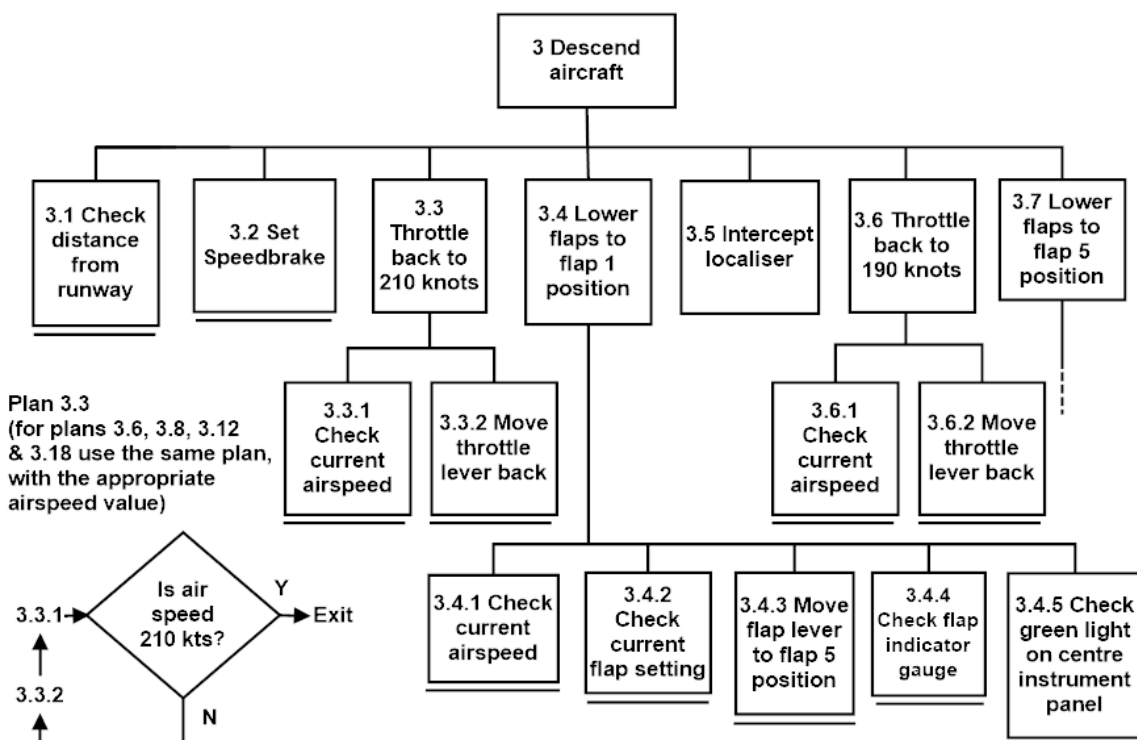 3 Descend
aircraft
3.1 Check
distance
from
runway
3.2 Set
Speedbrake
3.3
Throttle
back to
210 knots
3.4 Lower
flaps to
flap 1
position
3.5 Intercept
localiser
3.6 Throttle
back to
190 knots
3.7 Lower
flaps to
flap 5
position
3.3.1
Check
current
airspeed
3.3.2 Move
throttle
lever back
3.6.1
Check
current
airspeed
3.6.2 Move
throttle
lever back
Plan 3.3
(for plans 3.6, 3.8, 3.12
& 3.18 use the same plan,
with the appropriate
airspeed value)
3.3.1
Is air
speed
210 kts?
Y
Exit
3.3.2
N
3.4.1 Check
current
airspeed
3.4.2
Check
current
flap setting
3.4.3 Move
flap lever
to flap 5
position
3.4.4
Check flap
indicator
gauge
3.4.5 Check
green light
on centre
instrument
panel